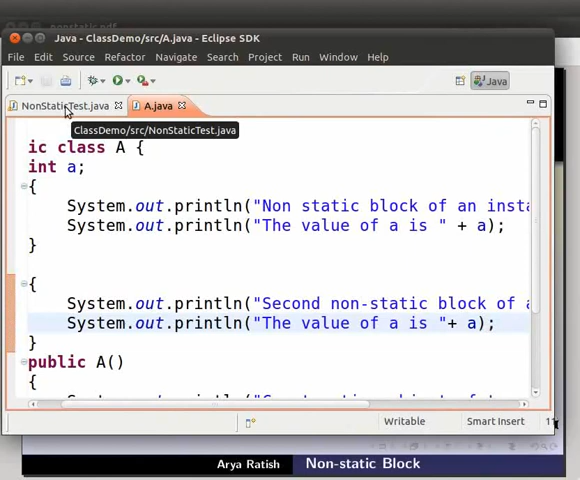 nonstatic.pdf
Java - ClassDemo/src/A.java - Eclipse SDK
File Edit Source Refactor Navigate Search Project Run Window Help
Java
NonStaticTest.java A.java
ClassDemo/src/NonStaticTest.java
ic class A {
int a;
{
System.out.println("Non static block of an insta
System.out.println("The value of a is " + a);
}
{
System.out.println("Second non-static block of a
System.out.println("The value of a is "+ a);
}
public A()
{
Writable Smart Insert 11
Arya Ratish Non-static Block